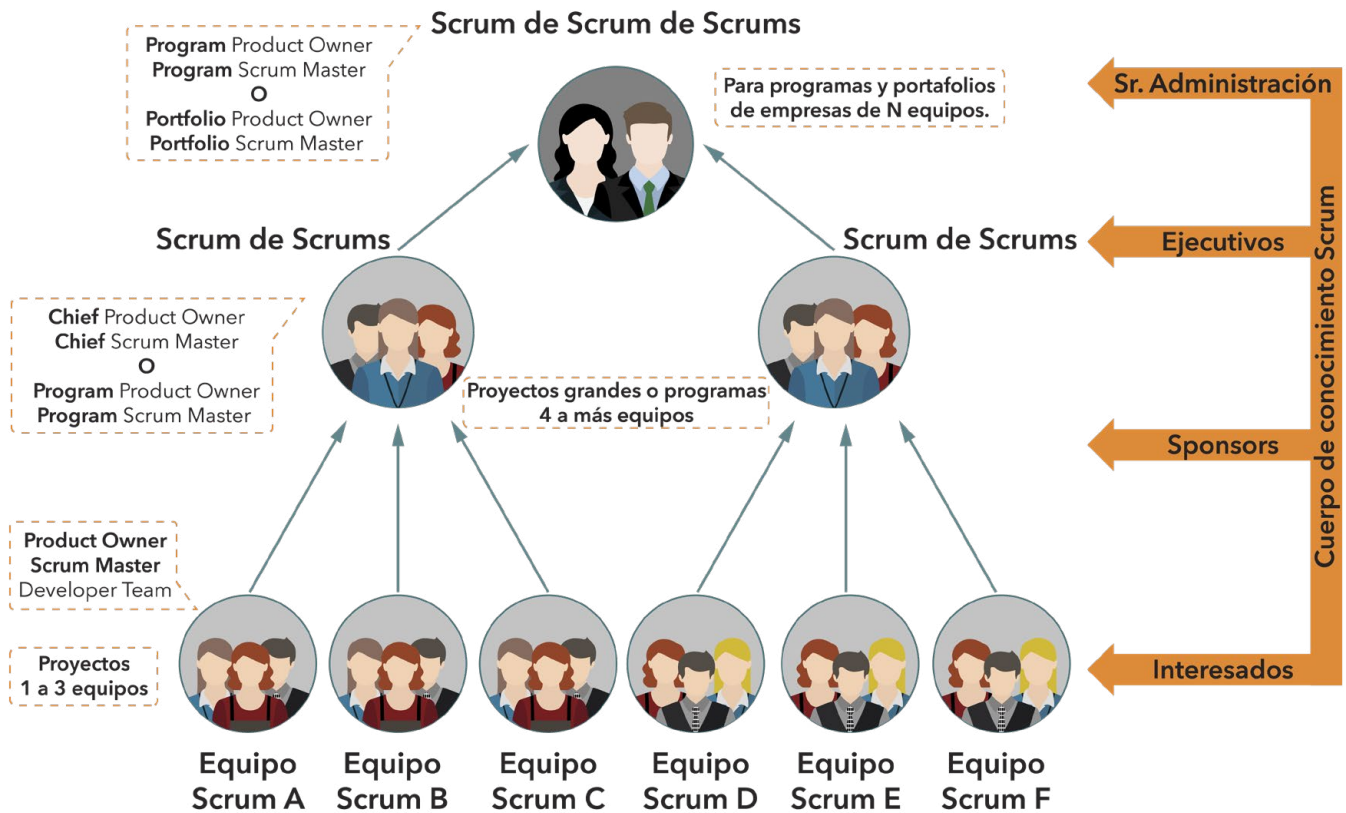 Scrum de Scrum de Scrums
Program Product Owner
Program Scrum Master
O
Portfolio Product Owner
Portfolio Scrum Master
Para programas y portafolios
de empresas de N equipos.
Sr. Administración
Scrum de Scrums
Scrum de Scrums
Ejecutivos
Chief Product Owner
Chief Scrum Master
O
Program Product Owner
Program Scrum Master
Proyectos grandes o programas
4 a más equipos
Sponsors
Cuerpo de conocimiento Scrum
Product Owner
Scrum Master
Developer Team
Proyectos
1 a 3 equipos
Interesados
Equipo
Scrum A
Equipo
Scrum B
Equipo
Scrum C
Equipo
Scrum D
Equipo
Scrum E
Equipo
Scrum F